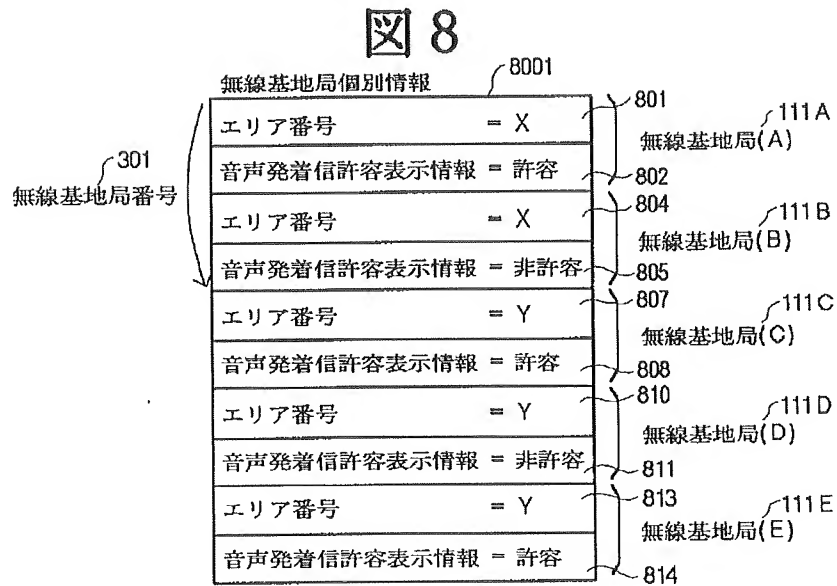 図 8
無線基地局個別情報
8001
エリア番号 = X
801
無線基地局(A)
111A
音声発着信許容表示情報 = 許容
802
301
無線基地局番号
エリア番号 = X
804
無線基地局(B)
111B
音声発着信許容表示情報 = 非許容
805
エリア番号 = Y
807
無線基地局(C)
111C
音声発着信許容表示情報 = 許容
808
エリア番号 = Y
810
無線基地局(D)
111D
音声発着信許容表示情報 = 非許容
811
エリア番号 = Y
813
無線基地局(E)
111E
音声発着信許容表示情報 = 許容
814